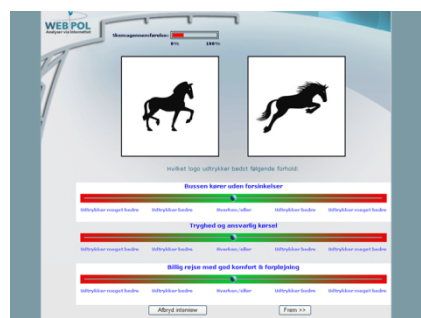 WEB POL
Analyser via Internettet
Skemagennemførelse:
0% 100%
Hvilket logo udtrykker bedst følgende forhold:
Bussen kører uden forsinkelser
Udtrykker meget bedre Udtrykker bedre Hverken/eller Udtrykker bedre Udtrykker meget bedre
Tryghed og ansvarlig kørsel
Udtrykker meget bedre Udtrykker bedre Hverken/eller Udtrykker bedre Udtrykker meget bedre
Billig rejse med god komfort & forplejning
Udtrykker meget bedre Udtrykker bedre Hverken/eller Udtrykker bedre Udtrykker meget bedre
Afbryd interview Frem >>